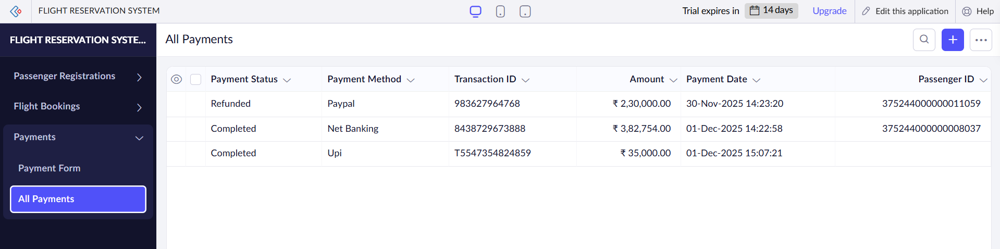 FLIGHT RESERVATION SYSTEM
Trial expires in 14 days Upgrade Edit this application Help
FLIGHT RESERVATION SYSTE...
All Payments
Passenger Registrations
Flight Bookings
Payments
Payment Form
All Payments
Payment Status Payment Method Transaction ID Amount Payment Date Passenger ID
Refunded Paypal 983627964768 ₹ 2,30,000.00 30-Nov-2025 14:23:20 375244000000011059
Completed Net Banking 8438729673888 ₹ 3,82,754.00 01-Dec-2025 14:22:58 375244000000008037
Completed Upi T5547354824859 ₹ 35,000.00 01-Dec-2025 15:07:21